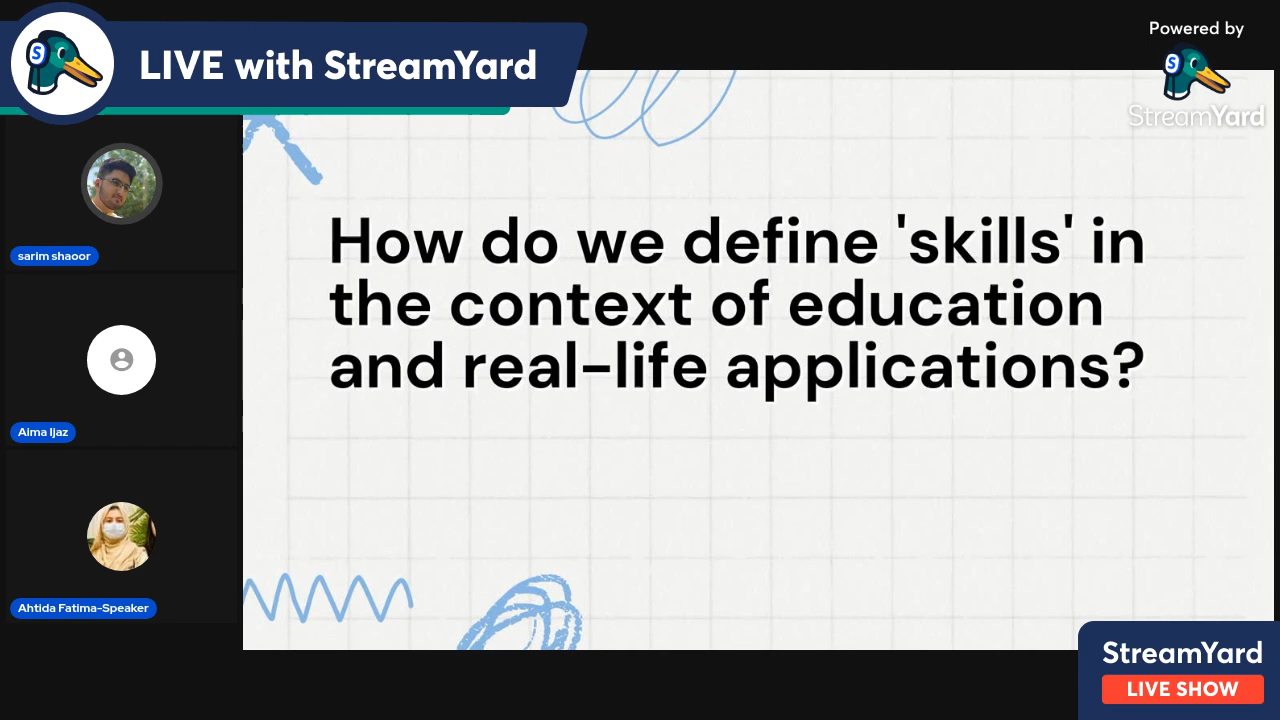 LIVE with StreamYard
Powered by
StreamYard
S
S
sarim shaoor
Aima Ijaz
Ahtida Fatima-Speaker
How do we define 'skills' in
the context of education
and real-life applications?
StreamYard
LIVE SHOW